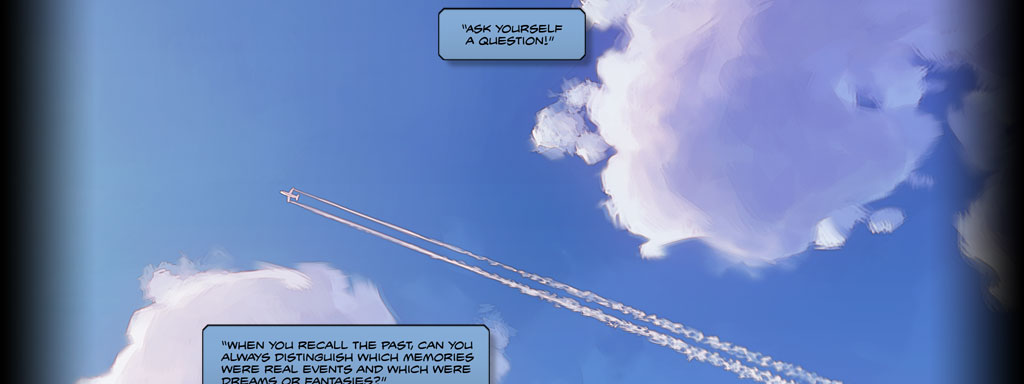 "ASK YOURSELF
A QUESTION!"
"WHEN YOU RECALL THE PAST, CAN YOU
ALWAYS DISTINGUISH WHICH MEMORIES
WERE REAL EVENTS AND WHICH WERE
DREAMS OR FANTASIES?"